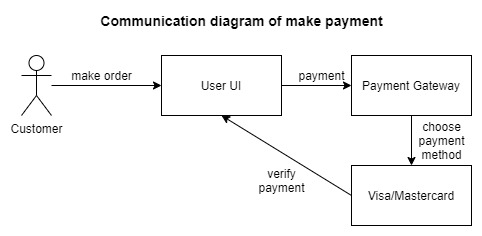 Communication diagram of make payment
make order
User UI
payment
Payment Gateway
Customer
choose
payment
method
verify
payment
Visa/Mastercard